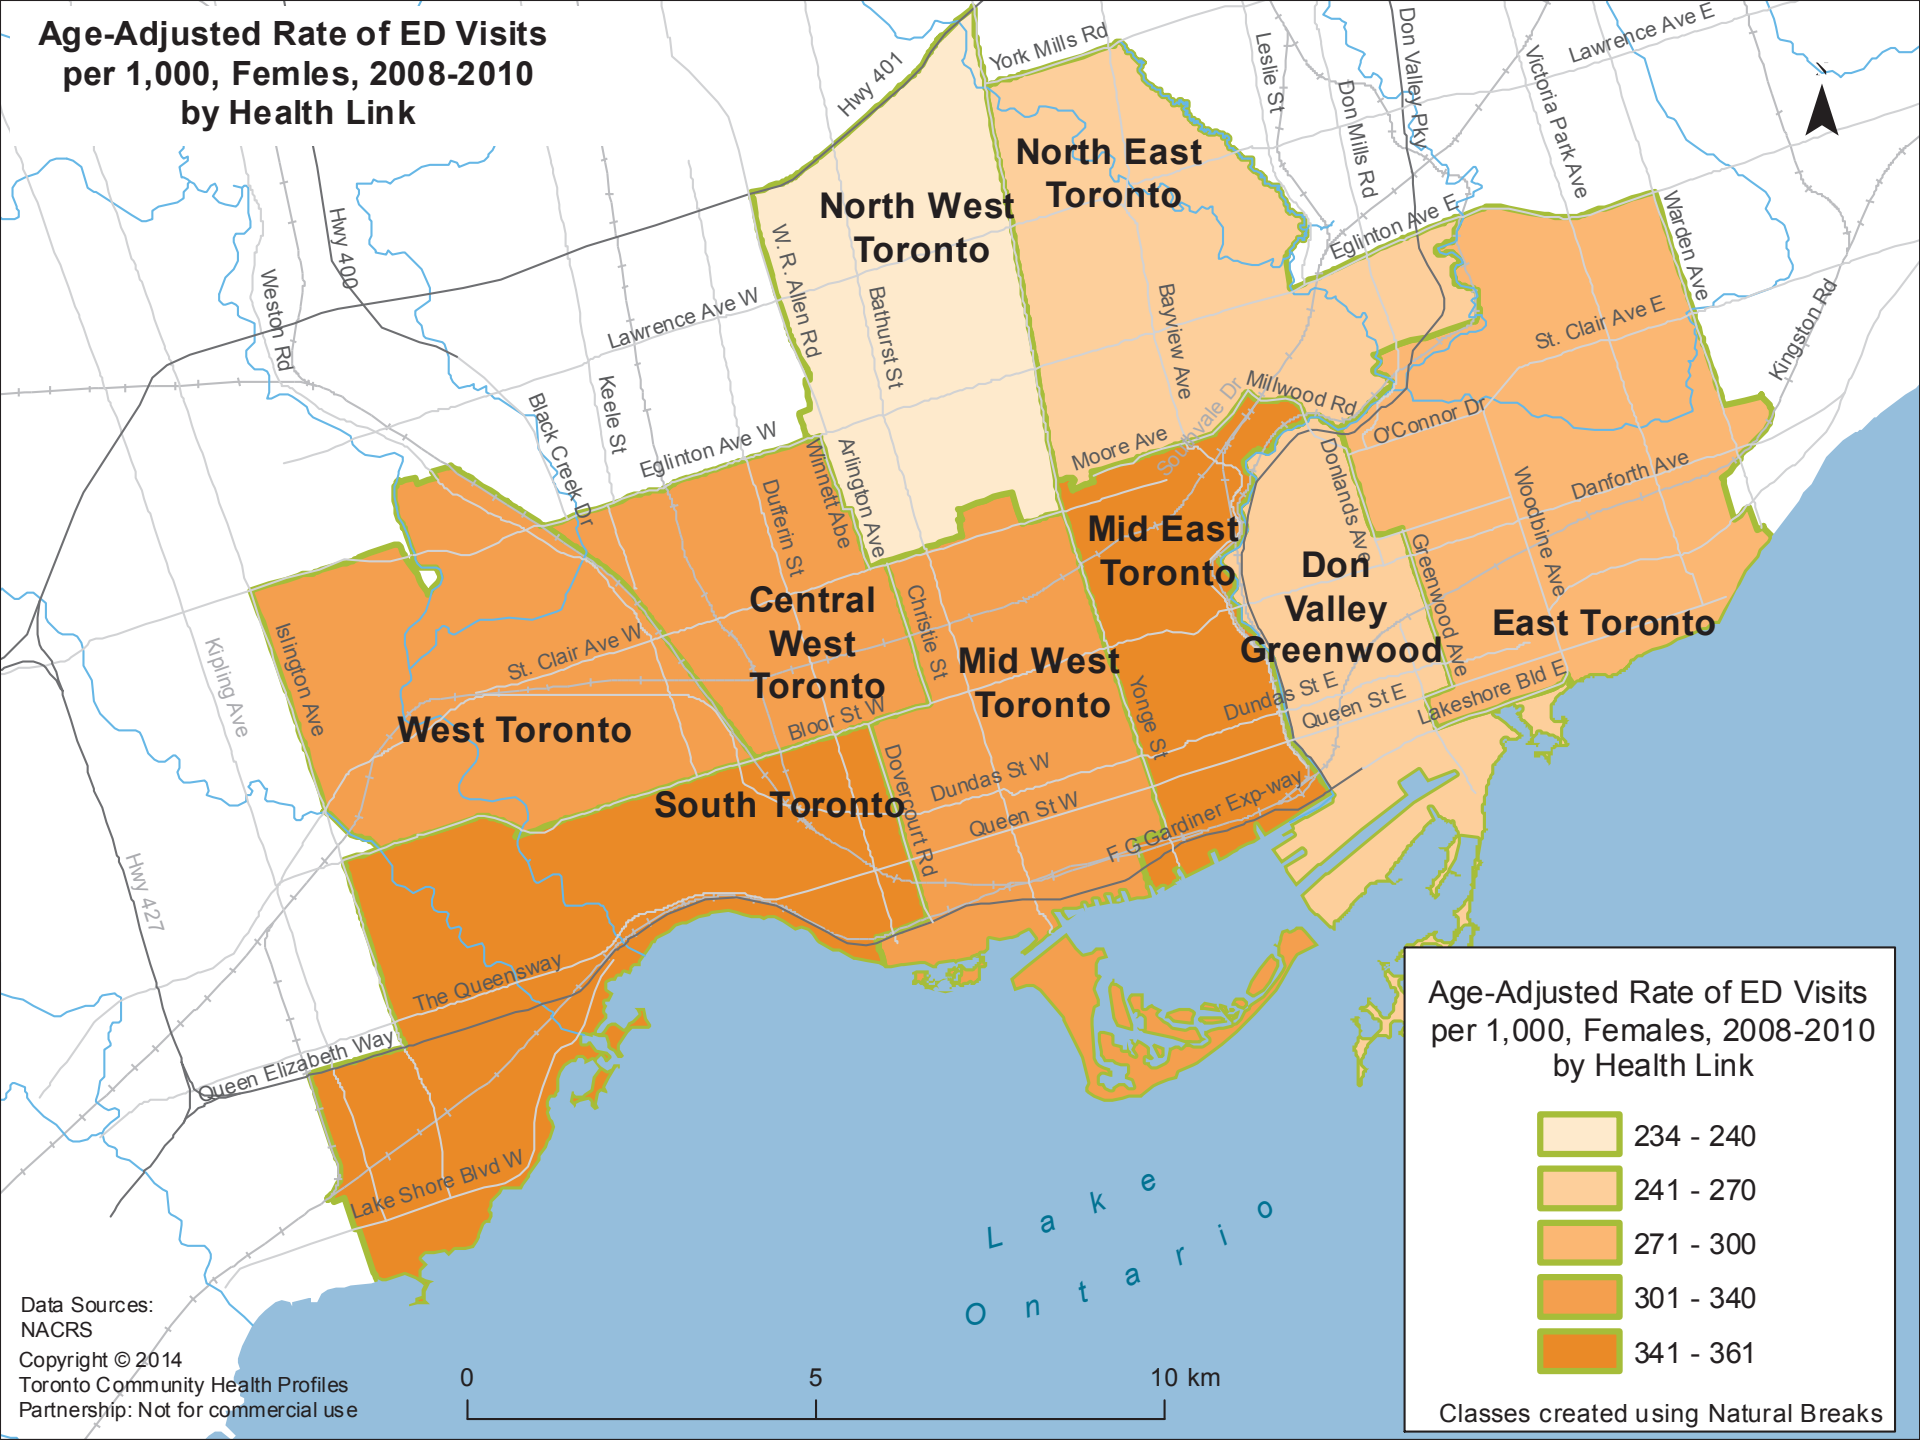 Age-Adjusted Rate of ED Visits
per 1,000, Femles, 2008-2010
by Health Link
Hwy 401
York Mills Rd
Leslie St
Don Mills Rd
Don Valley Pky
Victoria Park Ave
Lawrence Ave E
North East
Toronto
North West
Toronto
W. R. Allen Rd
Bathurst St
Bayview Ave
Eglinton Ave E
Warden Ave
Kingston Rd
St. Clair Ave E
Hwy 400
Weston Rd
Lawrence Ave W
Keele St
Black Creek Dr
Eglinton Ave W
Winnett Abe
Arlington Ave
Dufferin St
Moore Ave
Southvale Dr
Millwood Rd
O'Connor Dr
Donlands Ave
Danforth Ave
Woodbine Ave
Greenwood Ave
Mid East
Toronto
Don
Valley
Greenwood
East Toronto
Central
West
Toronto
Christie St
Mid West
Toronto
St. Clair Ave W
Islington Ave
Kipling Ave
West Toronto
Bloor St W
South Toronto
Dovercourt Rd
Dundas St W
Queen St W
Yonge St
Dundas St E
Queen St E
Lakeshore Bld E
F G Gardiner Exp-way
Hwy 427
The Queensway
Queen Elizabeth Way
Lake Shore Blvd W
Lake
Ontario
Age-Adjusted Rate of ED Visits
per 1,000, Females, 2008-2010
by Health Link
234 - 240
241 - 270
271 - 300
301 - 340
341 - 361
Classes created using Natural Breaks
Data Sources:
NACRS
Copyright © 2014
Toronto Community Health Profiles
Partnership: Not for commercial use
0 5 10 km